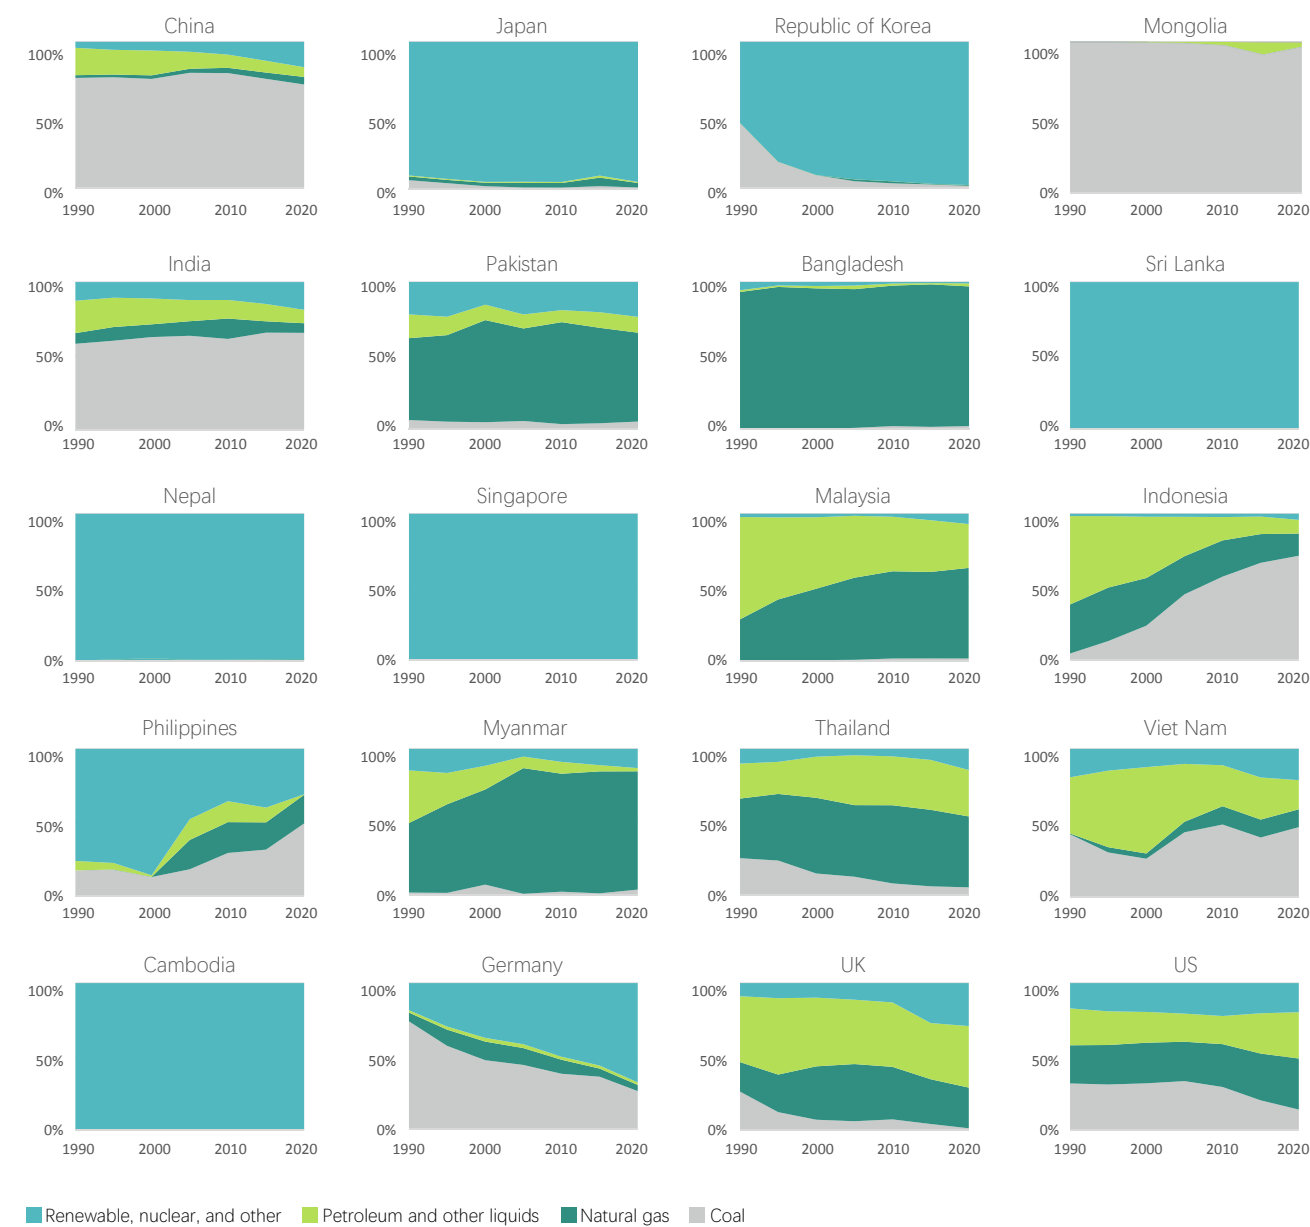 China Japan Republic of Korea Mongolia
100% 100% 100% 100%
50% 50% 50% 50%
0% 0% 0% 0%
1990 2000 2010 2020 1990 2000 2010 2020 1990 2000 2010 2020 1990 2000 2010 2020
India Pakistan Bangladesh Sri Lanka
100% 100% 100% 100%
50% 50% 50% 50%
0% 0% 0% 0%
1990 2000 2010 2020 1990 2000 2010 2020 1990 2000 2010 2020 1990 2000 2010 2020
Nepal Singapore Malaysia Indonesia
100% 100% 100% 100%
50% 50% 50% 50%
0% 0% 0% 0%
1990 2000 2010 2020 1990 2000 2010 2020 1990 2000 2010 2020 1990 2000 2010 2020
Philippines Myanmar Thailand Viet Nam
100% 100% 100% 100%
50% 50% 50% 50%
0% 0% 0% 0%
1990 2000 2010 2020 1990 2000 2010 2020 1990 2000 2010 2020 1990 2000 2010 2020
Cambodia Germany UK US
100% 100% 100% 100%
50% 50% 50% 50%
0% 0% 0% 0%
1990 2000 2010 2020 1990 2000 2010 2020 1990 2000 2010 2020 1990 2000 2010 2020
Renewable, nuclear, and other Petroleum and other liquids Natural gas Coal